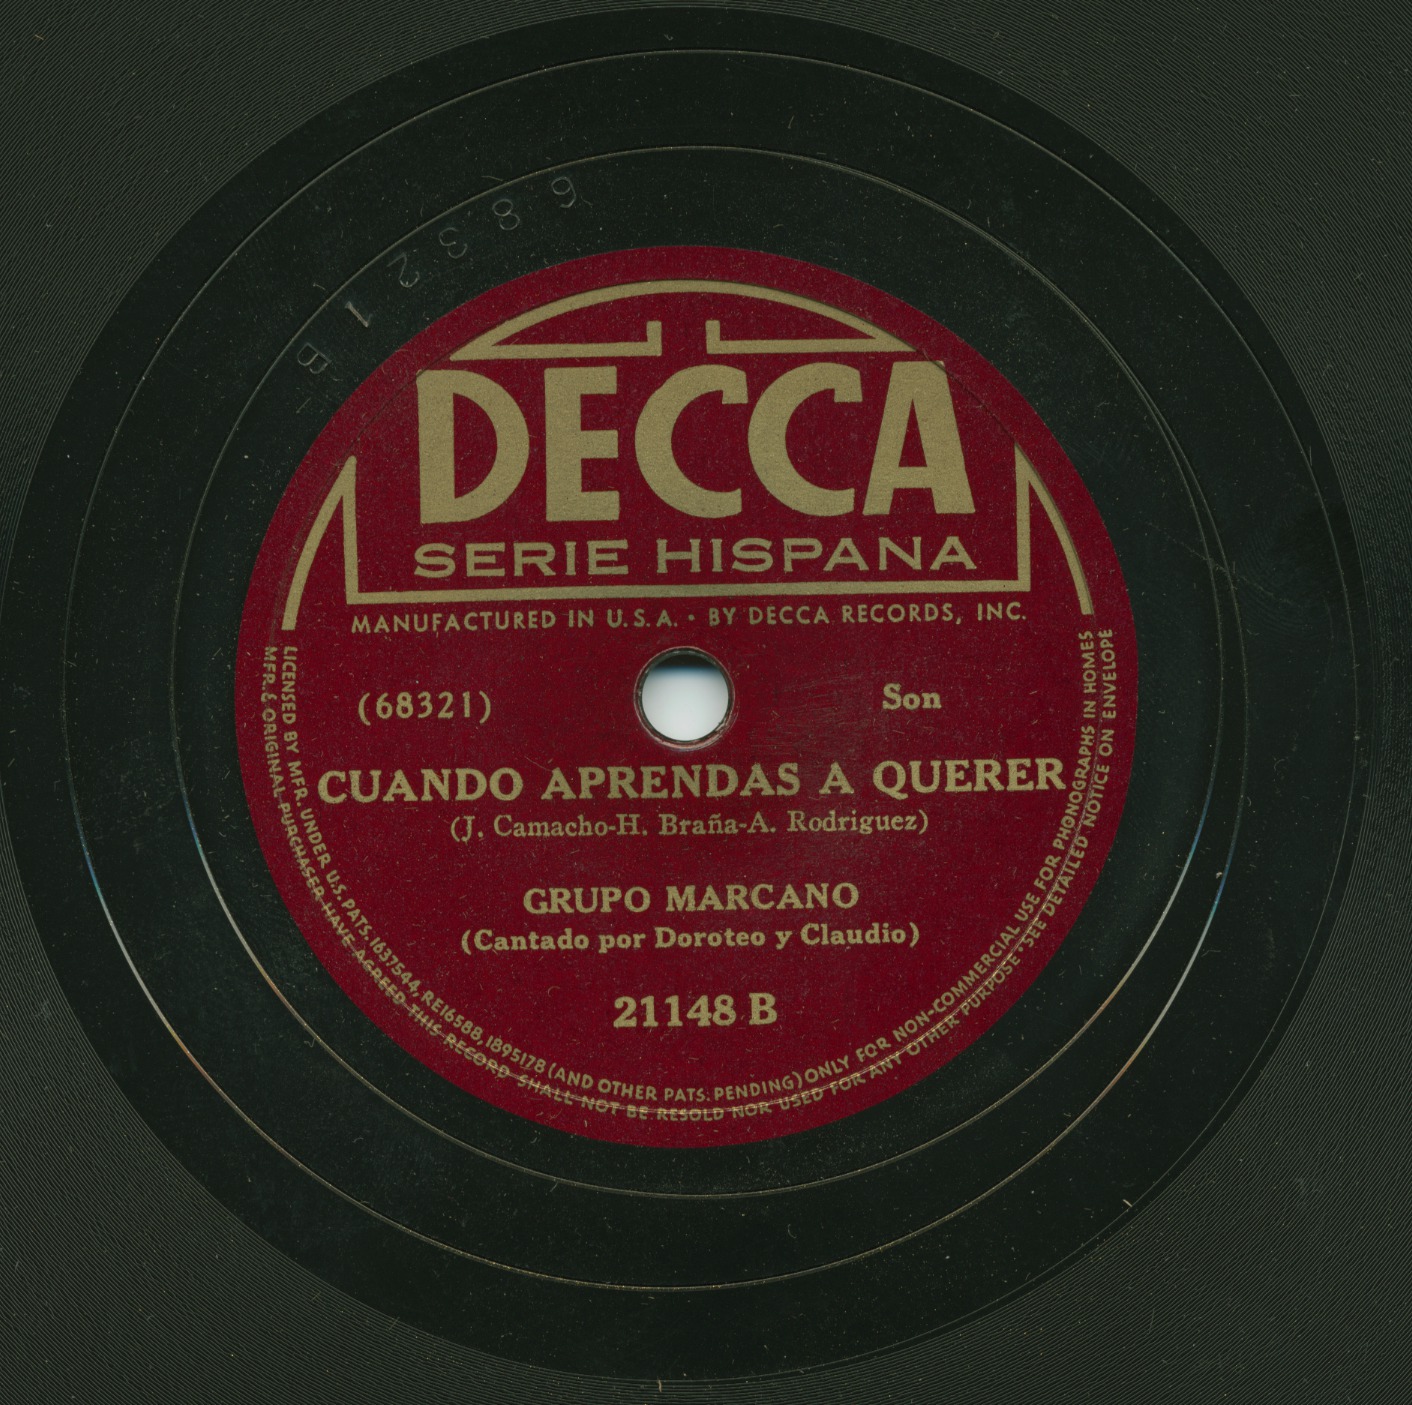 68321 B
DECCA
SERIE HISPANA
MANUFACTURED IN U.S.A. • BY DECCA RECORDS, INC.
(68321)
Son
CUANDO APRENDAS A QUERER
(J. Camacho-H. Braña-A. Rodriguez)
GRUPO MARCANO
(Cantado por Doroteo y Claudio)
21148 B
LICENSED BY MFR. UNDER U.S. PATS. 1637544, RE16588, 1895178 (AND OTHER PATS. PENDING) ONLY FOR NON-COMMERCIAL USE FOR PHONOGRAPHS IN HOMES
MFR. & ORIGINAL PURCHASER HAVE AGREED THIS RECORD SHALL NOT BE RESOLD NOR USED FOR ANY OTHER PURPOSE SEE DETAILED NOTICE ON ENVELOPE